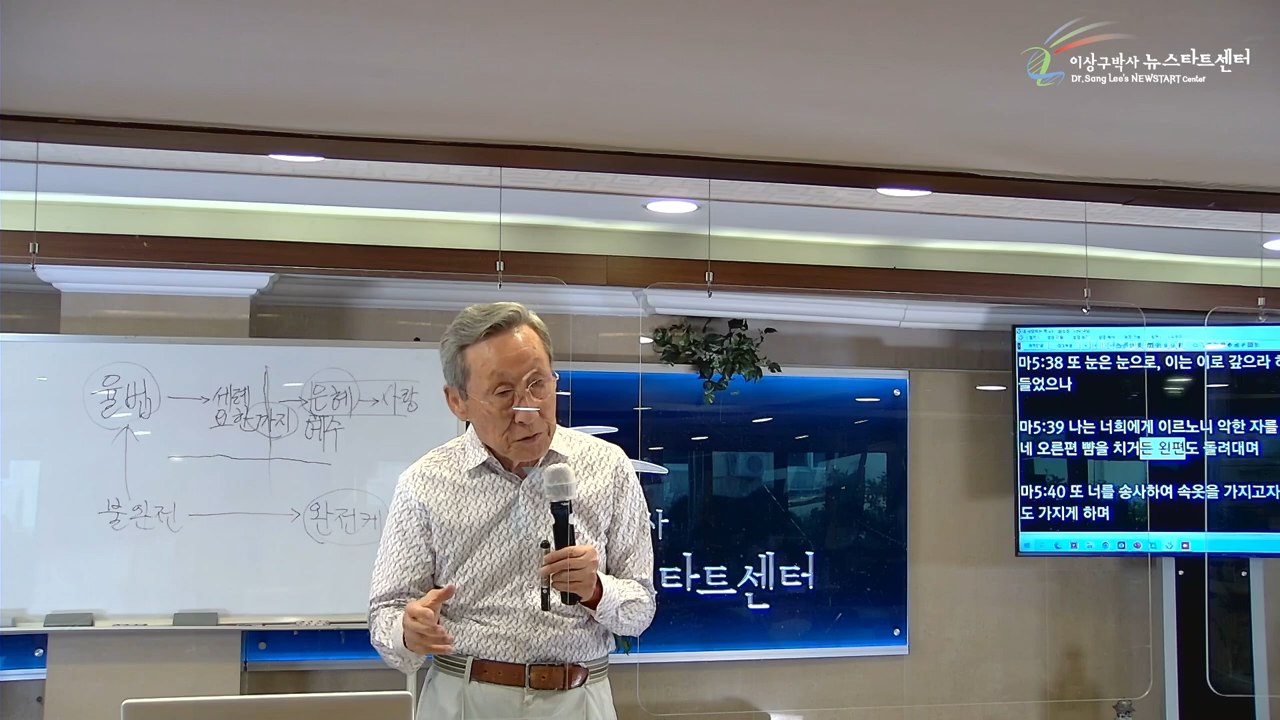 이상구박사 뉴스타트센터
Dr. Sang Lee's NEWSTART Center
율법 → 세례 요한까지 → 은혜 예수 → 사랑
불완전 → 완전케
타트센터
마5:38 또 눈은 눈으로, 이는 이로 갚으라
들었으나
마5:39 나는 너희에게 이르노니 악한 자를
네 오른편 뺨을 치거든 왼편도 돌려대며
마5:40 또 너를 송사하여 속옷을 가지고자
도 가지게 하며